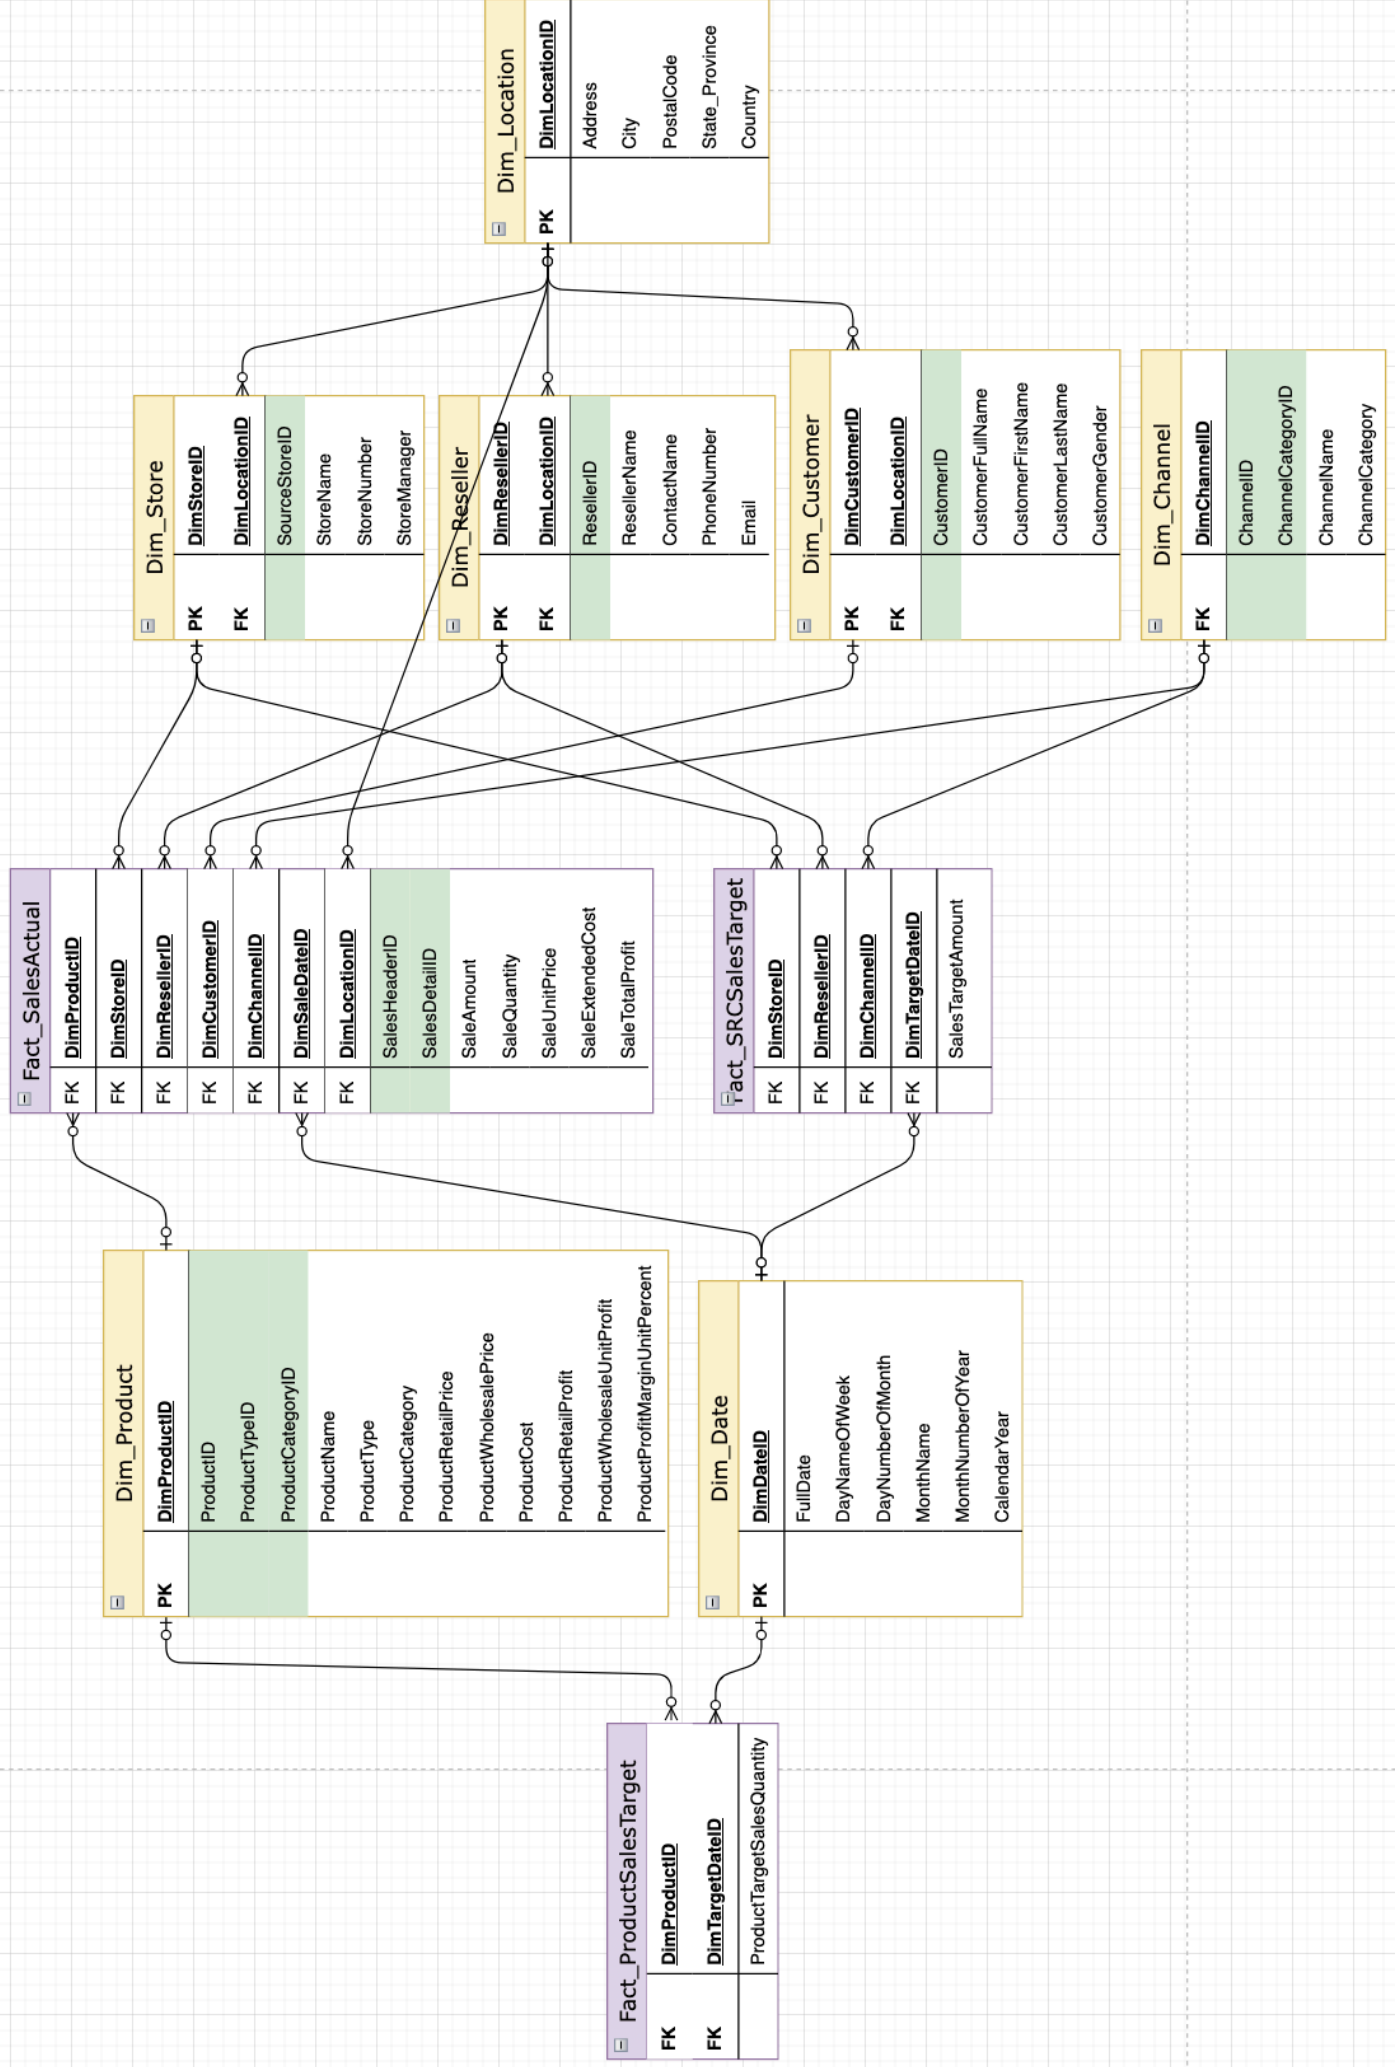 Fact_ProductSalesTarget
FK DimProductID
FK DimTargetDateID
ProductTargetSalesQuantity
Dim_Product
PK DimProductID
ProductID
ProductTypeID
ProductCategoryID
ProductName
ProductType
ProductCategory
ProductRetailPrice
ProductWholesalePrice
ProductCost
ProductRetailProfit
ProductWholesaleUnitProfit
ProductProfitMarginUnitPercent
Dim_Date
PK DimDateID
FullDate
DayNameOfWeek
DayNumberOfMonth
MonthName
MonthNumberOfYear
CalendarYear
Fact_SalesActual
FK DimProductID
FK DimStoreID
FK DimResellerID
FK DimCustomerID
FK DimChannelID
FK DimSaleDateID
FK DimLocationID
SalesHeaderID
SalesDetailID
SaleAmount
SaleQuantity
SaleUnitPrice
SaleExtendedCost
SaleTotalProfit
Fact_SRCSalesTarget
FK DimStoreID
FK DimResellerID
FK DimChannelID
FK DimTargetDateID
SalesTargetAmount
Dim_Store
PK DimStoreID
FK DimLocationID
SourceStoreID
StoreName
StoreNumber
StoreManager
Dim_Reseller
PK DimResellerID
FK DimLocationID
ResellerID
ResellerName
ContactName
PhoneNumber
Email
Dim_Customer
PK DimCustomerID
FK DimLocationID
CustomerID
CustomerFullName
CustomerFirstName
CustomerLastName
CustomerGender
Dim_Channel
FK DimChannelID
ChannelID
ChannelCategoryID
ChannelName
ChannelCategory
Dim_Location
PK DimLocationID
Address
City
PostalCode
State_Province
Country